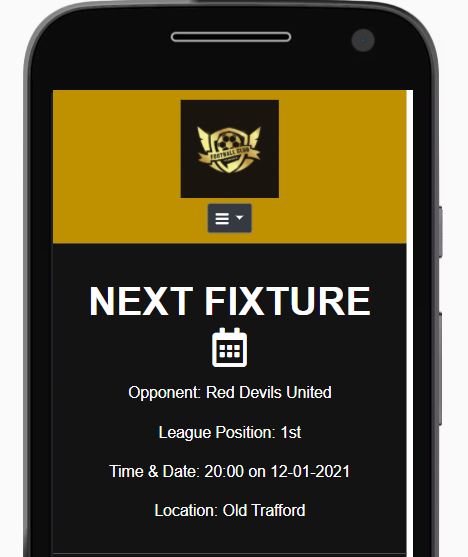 FOOTBALL CLUB
NEXT FIXTURE
Opponent: Red Devils United
League Position: 1st
Time & Date: 20:00 on 12-01-2021
Location: Old Trafford